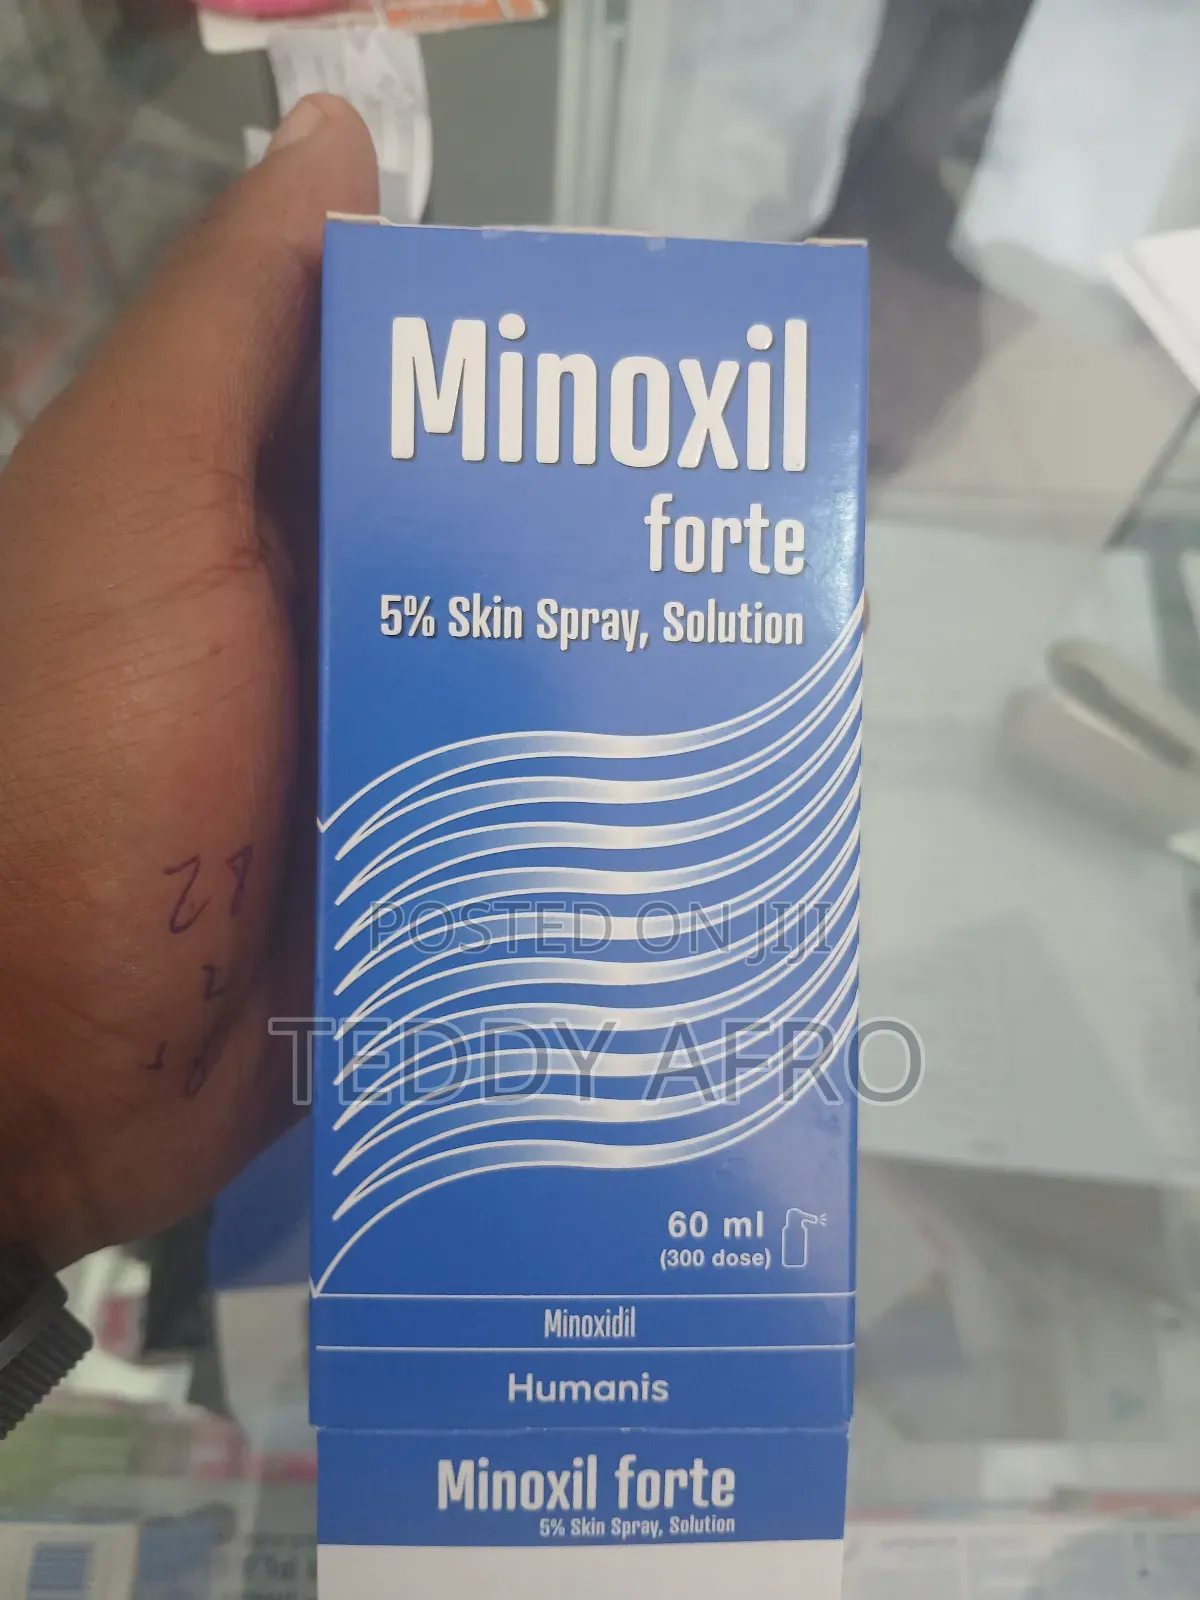 Minoxil
forte
5% Skin Spray, Solution
POSTED ON JIJI
TEDDY AFRO
60 ml
(300 dose)
Minoxidil
Humanis
Minoxil forte
5% Skin Spray, Solution